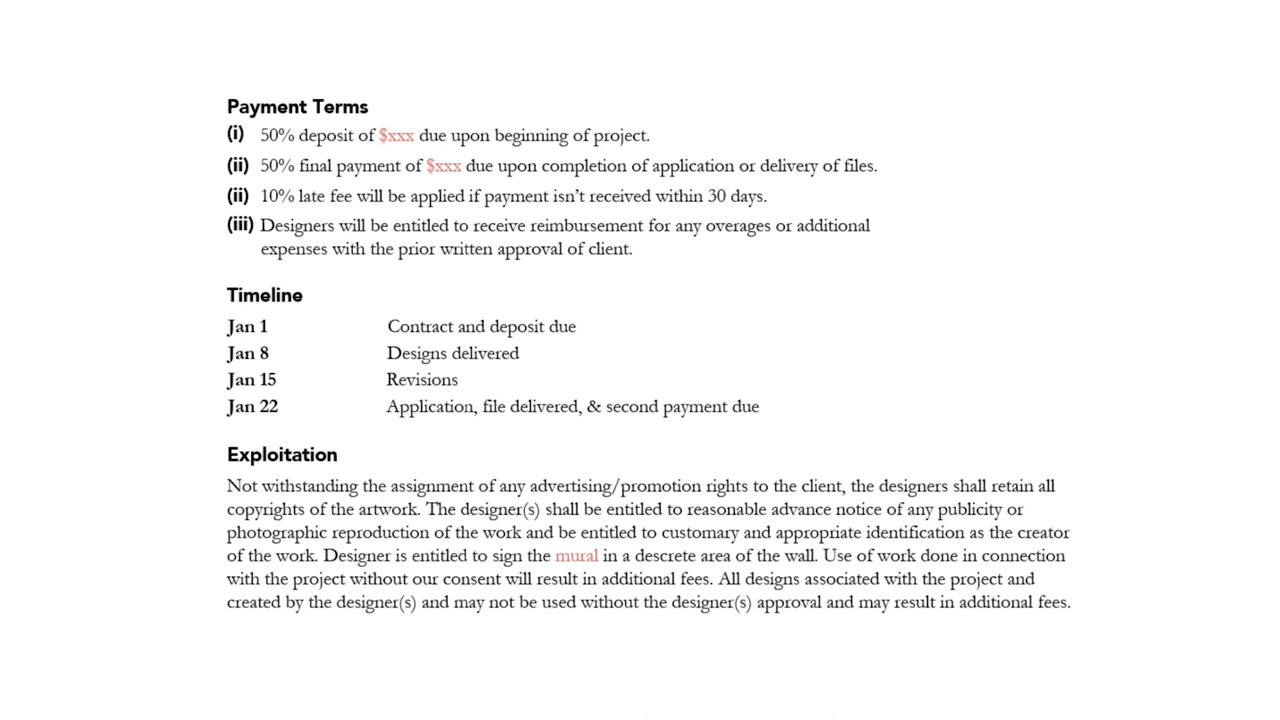 Payment Terms
(i) 50% deposit of $xxx due upon beginning of project.
(ii) 50% final payment of $xxx due upon completion of application or delivery of files.
(ii) 10% late fee will be applied if payment isn't received within 30 days.
(iii) Designers will be entitled to receive reimbursement for any overages or additional
expenses with the prior written approval of client.
Timeline
Jan 1 Contract and deposit due
Jan 8 Designs delivered
Jan 15 Revisions
Jan 22 Application, file delivered, & second payment due
Exploitation
Not withstanding the assignment of any advertising/promotion rights to the client, the designers shall retain all
copyrights of the artwork. The designer(s) shall be entitled to reasonable advance notice of any publicity or
photographic reproduction of the work and be entitled to customary and appropriate identification as the creator
of the work. Designer is entitled to sign the mural in a descrete area of the wall. Use of work done in connection
with the project without our consent will result in additional fees. All designs associated with the project and
created by the designer(s) and may not be used without the designer(s) approval and may result in additional fees.